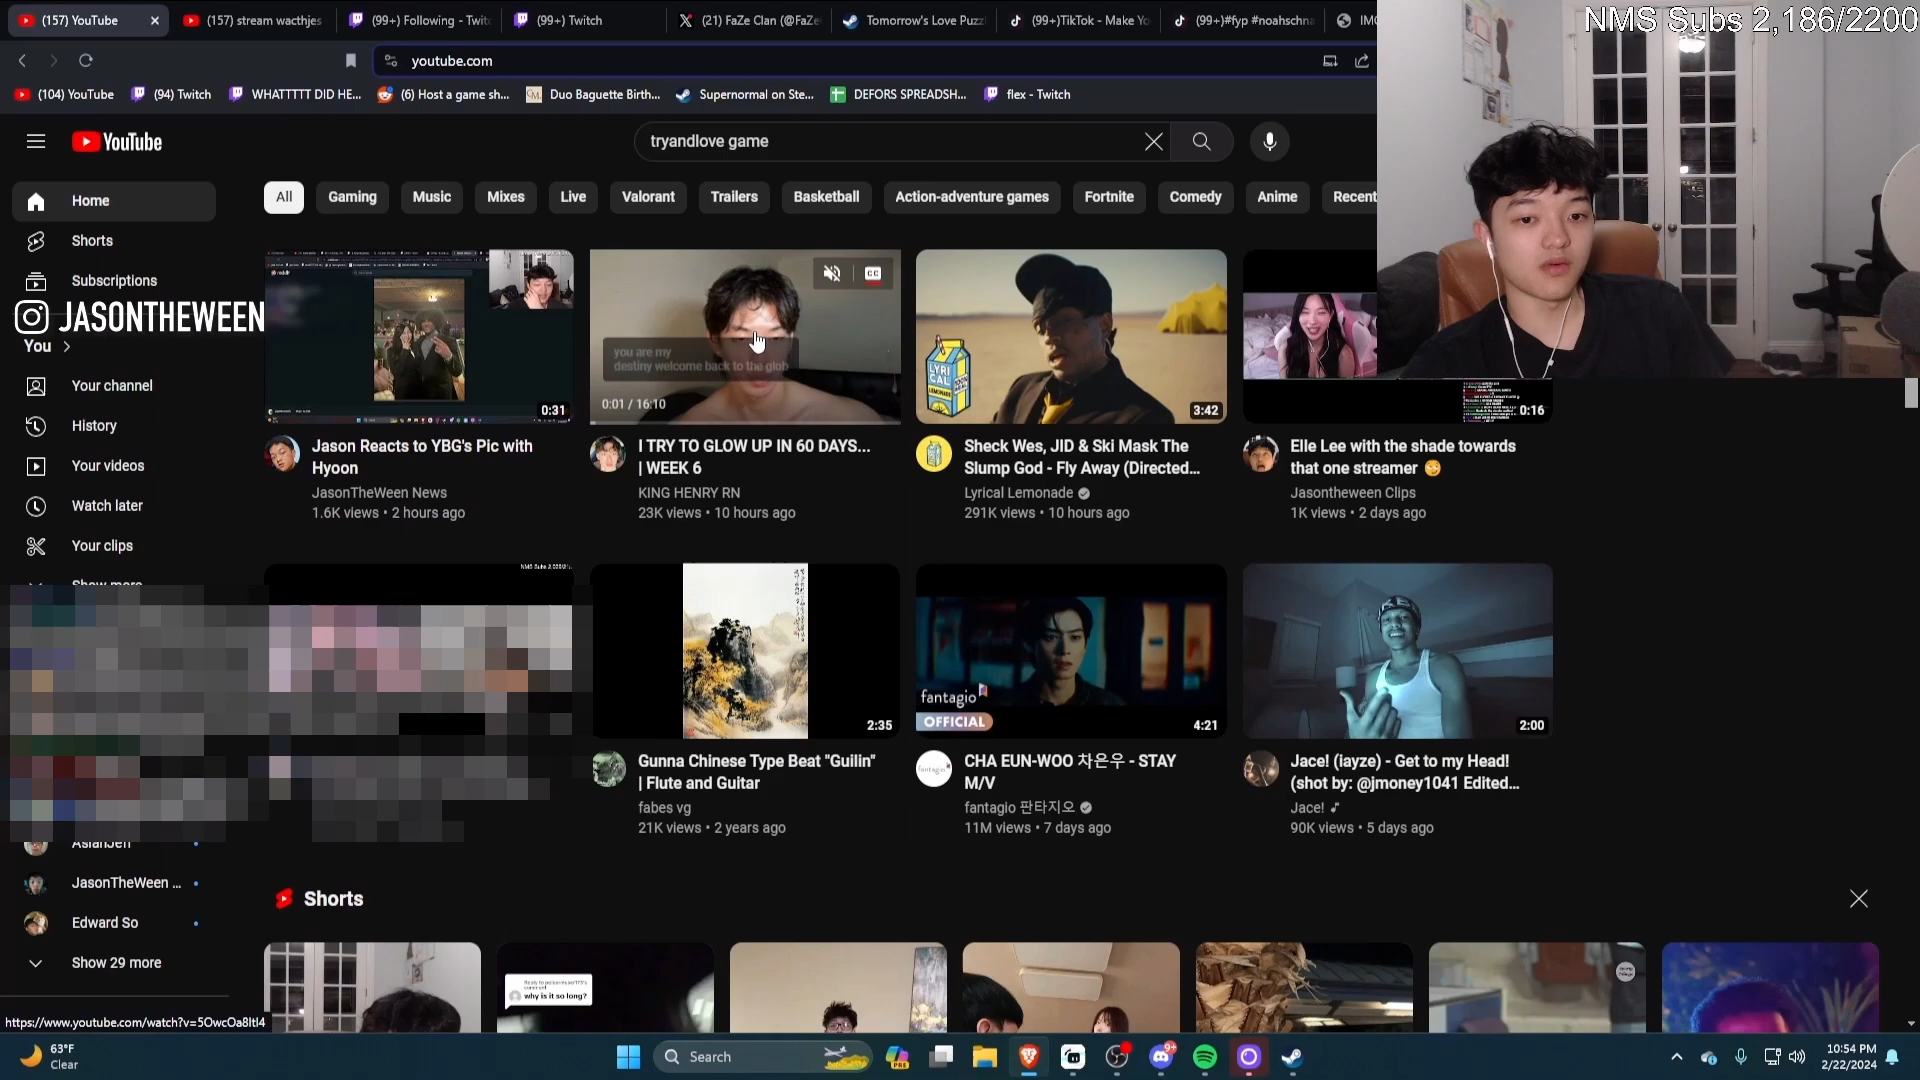 (157) YouTube
(157) stream wacthjes
(99+) Following - Twitc
(99+) Twitch
(21) FaZe Clan (@FaZe
Tomorrow's Love Puzz
(99+)TikTok - Make Yo
(99+)#fyp #noahschna
NMS Subs 2,186/2200
youtube.com
(104) YouTube
(94) Twitch
WHATTTTT DID HE...
(6) Host a game sh...
Duo Baguette Birth...
Supernormal on Ste...
DEFORS SPREADSH...
flex - Twitch
YouTube
tryandlove game
Home
All
Gaming
Music
Mixes
Live
Valorant
Trailers
Basketball
Action-adventure games
Fortnite
Comedy
Anime
Recent
Shorts
Subscriptions
JASONTHEWEEN
You
Your channel
History
Your videos
Watch later
Your clips
Show more
0:31
CC
you are my
destiny welcome back to the glob
0:01 / 16:10
LYRICAL LEMONADE
3:42
0:16
Jason Reacts to YBG's Pic with
Hyoon
JasonTheWeen News
1.6K views • 2 hours ago
I TRY TO GLOW UP IN 60 DAYS...
| WEEK 6
KING HENRY RN
23K views • 10 hours ago
Sheck Wes, JID & Ski Mask The
Slump God - Fly Away (Directed...
Lyrical Lemonade
291K views • 10 hours ago
Elle Lee with the shade towards
that one streamer 😳
Jasontheween Clips
1K views • 2 days ago
2:35
fantagio
OFFICIAL
4:21
2:00
Gunna Chinese Type Beat "Guilin"
| Flute and Guitar
fabes vg
21K views • 2 years ago
CHA EUN-WOO 차은우 - STAY
M/V
fantagio 판타지오
11M views • 7 days ago
Jace! (iayze) - Get to my Head!
(shot by: @jmoney1041 Edited...
Jace!
90K views • 5 days ago
AsianJeff
JasonTheWeen ...
Edward So
Show 29 more
Shorts
why is it so long?
https://www.youtube.com/watch?v=5OwcOa8Itl4
63°F
Clear
Search
PRE
9+
10:54 PM
2/22/2024